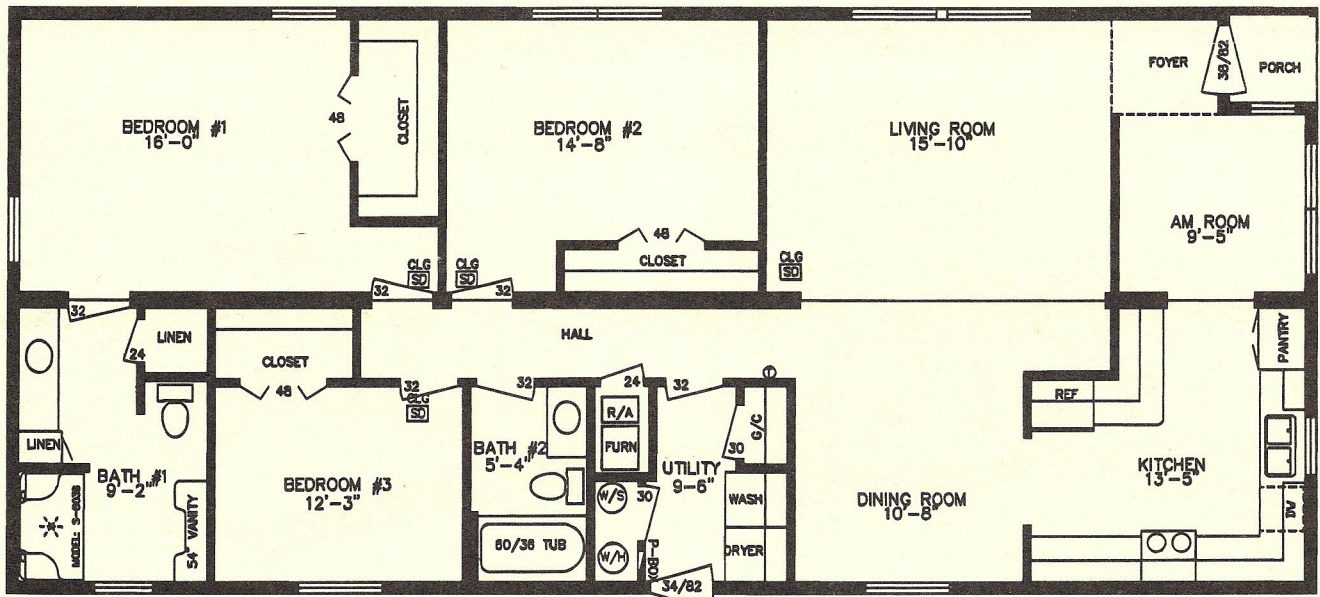 FOYER
38/82
PORCH
BEDROOM #1
16'-0"
48
CLOSET
BEDROOM #2
14'-8"
LIVING ROOM
15'-10"
AM ROOM
9'-5"
48
CLOSET
CLG
SD
CLG
SD
CLG
SD
32
32
32
HALL
LINEN
24
CLOSET
48
PANTRY
T
32
CLG
SD
32
24
32
REF
R/A
FURN
G/C
30
LINEN
BATH #1
9'-2"
MODEL: S-603B
54" VANITY
BEDROOM #3
12'-3"
BATH #2
5'-4"
UTILITY
9'-6"
KITCHEN
13'-5"
DINING ROOM
10'-8"
W/S
30
WASH
DW
60/36 TUB
W/H
P-BOX
DRYER
34/82